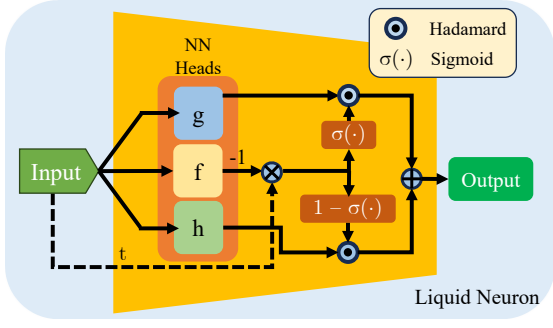 NN
Heads
Hadamard
σ(·) Sigmoid
g
σ(·)
Input
f
-1
Output
1 − σ(·)
h
t
Liquid Neuron